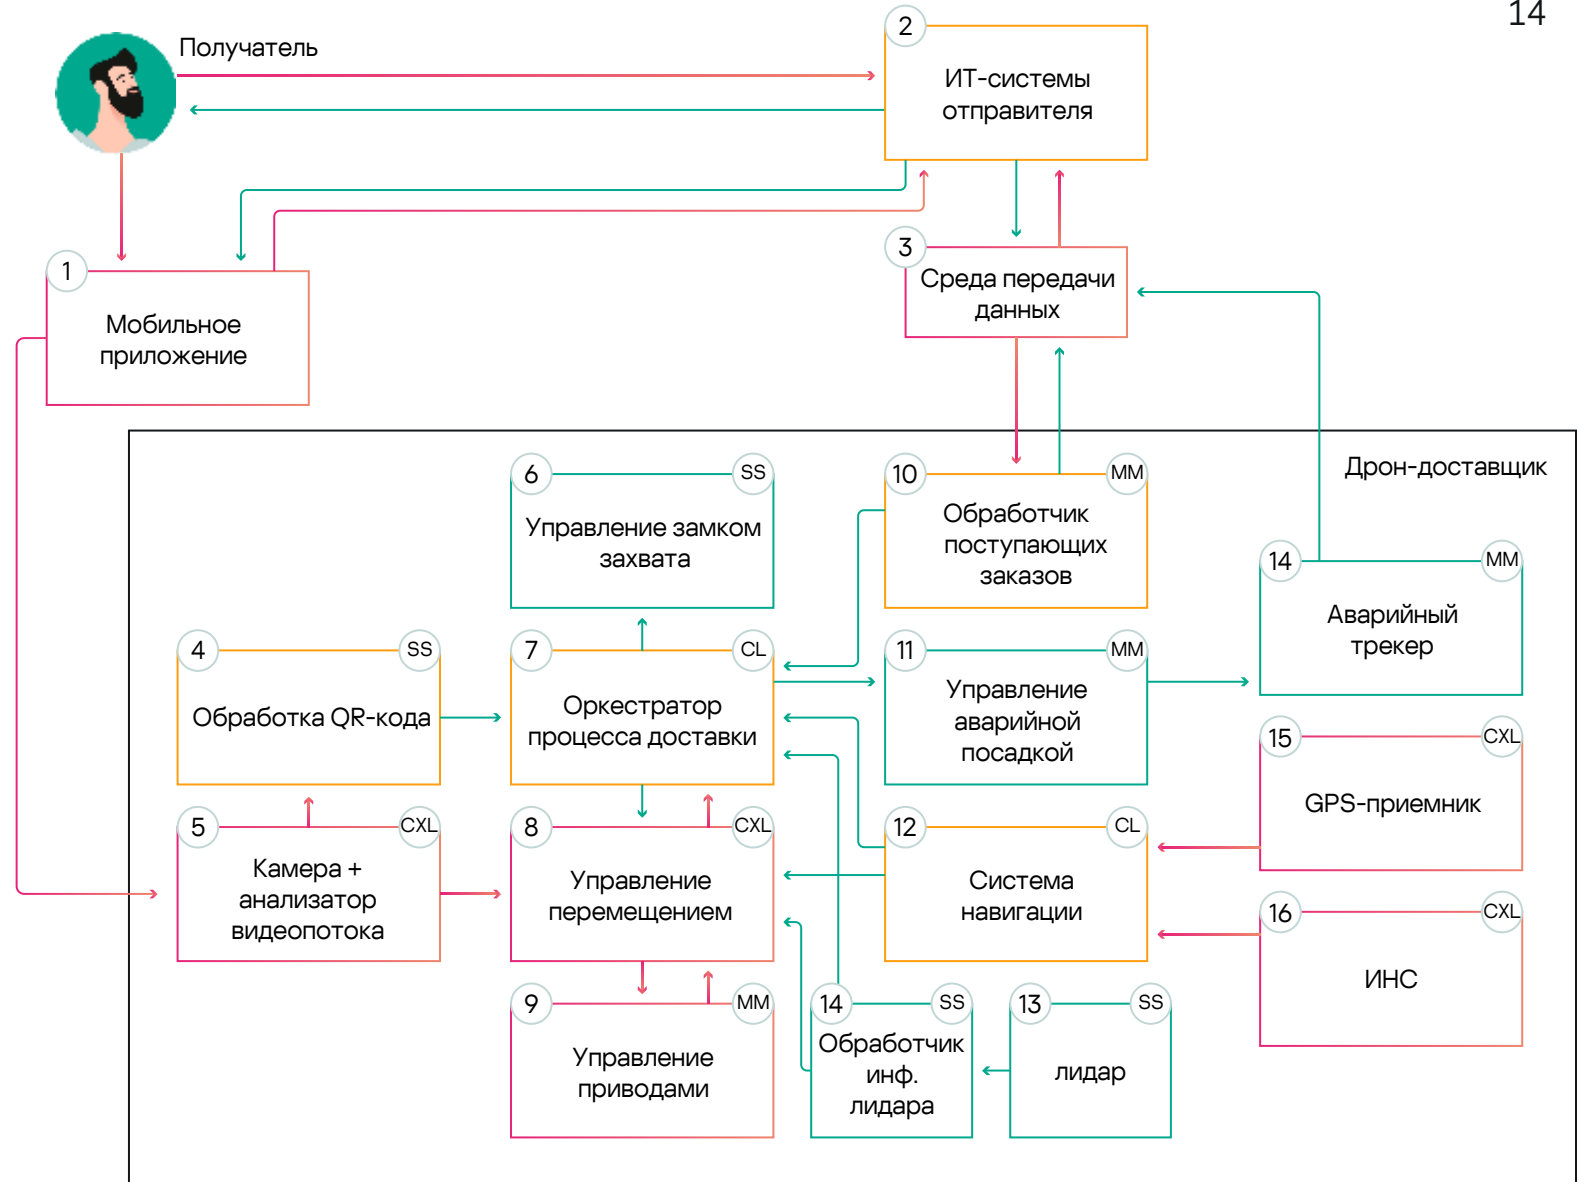 14
Получатель
2
ИТ-системы
отправителя
3
Среда передачи
данных
1
Мобильное
приложение
Дрон-доставщик
6
SS
Управление замком
захвата
10
MM
Обработчик
поступающих
заказов
14
MM
Аварийный
трекер
4
SS
Обработка QR-кода
7
CL
Оркестратор
процесса доставки
11
MM
Управление
аварийной
посадкой
15
CXL
GPS-приемник
5
CXL
Камера +
анализатор
видеопотока
8
CXL
Управление
перемещением
12
CL
Система
навигации
16
CXL
ИНС
9
MM
Управление
приводами
14
SS
Обработчик
инф.
лидара
13
SS
лидар